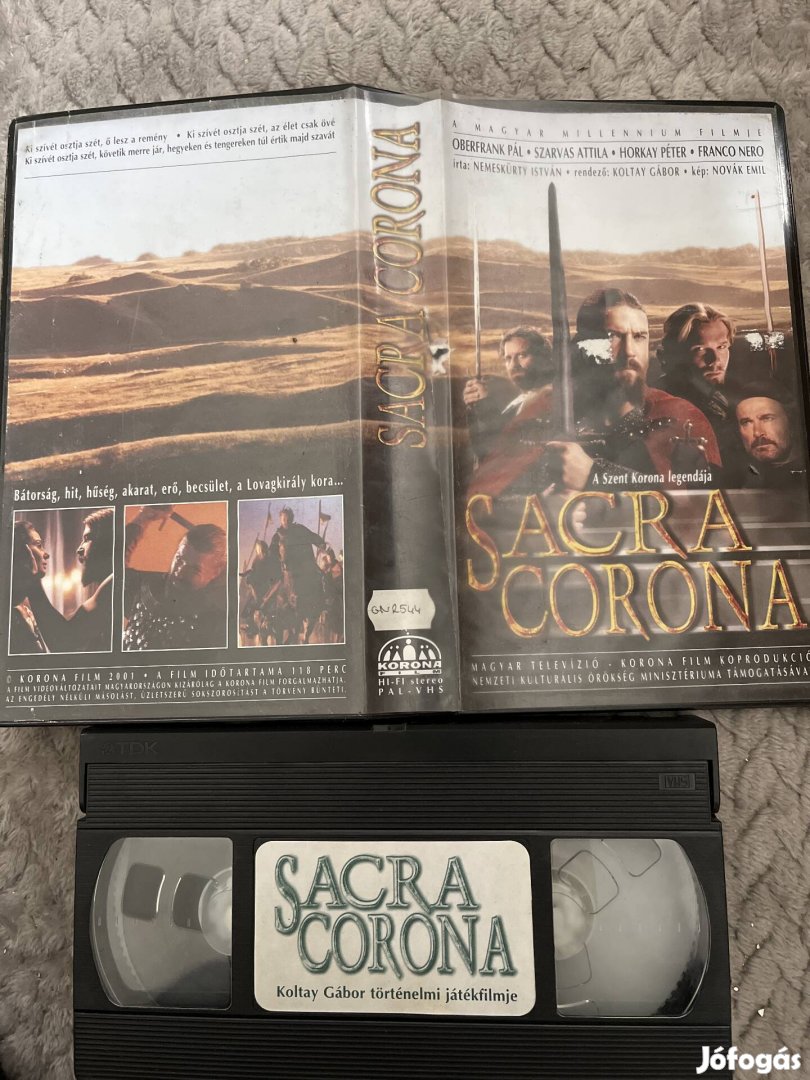 Ki szívét osztja szét, ő lesz a remény • Ki szívét osztja szét, az élet csak övé
Ki szívét osztja szét, követik merre jár, hegyeken és tengereken túl értik majd szavát
Bátorság, hit, hűség, akarat, erő, becsület, a Lovagkirály kora...
KORONA FILM 2001 • A FILM IDŐTARTAMA 118 PERC
A FILM VIDEOVÁLTOZATAIT MAGYARORSZÁGON KIZÁRÓLAG A KORONA FILM FORGALMAZHATJA.
AZ ENGEDÉLY NÉLKÜLI MÁSOLÁST, ÜZLETSZERŰ SOKSZOROSÍTÁST A TÖRVÉNY BÜNTETI.
SACRA CORONA
GN2544
KORONA
FILM
HI-FI stereo
PAL-VHS
A MAGYAR MILLENNIUM FILMJE
OBERFRANK PÁL • SZARVAS ATTILA • HORKAY PÉTER • FRANCO NERO
írta: NEMESKÜRTY ISTVÁN • rendező: KOLTAY GÁBOR • kép: NOVÁK EMIL
A Szent Korona legendája
SACRA
CORONA
MAGYAR TELEVÍZIÓ - KORONA FILM KOPRODUKCIÓ
NEMZETI KULTURÁLIS ÖRÖKSÉG MINISZTÉRIUMA TÁMOGATÁSÁVA
TDK
VHS
SACRA
CORONA
Koltay Gábor történelmi játékfilmje
Jófogás